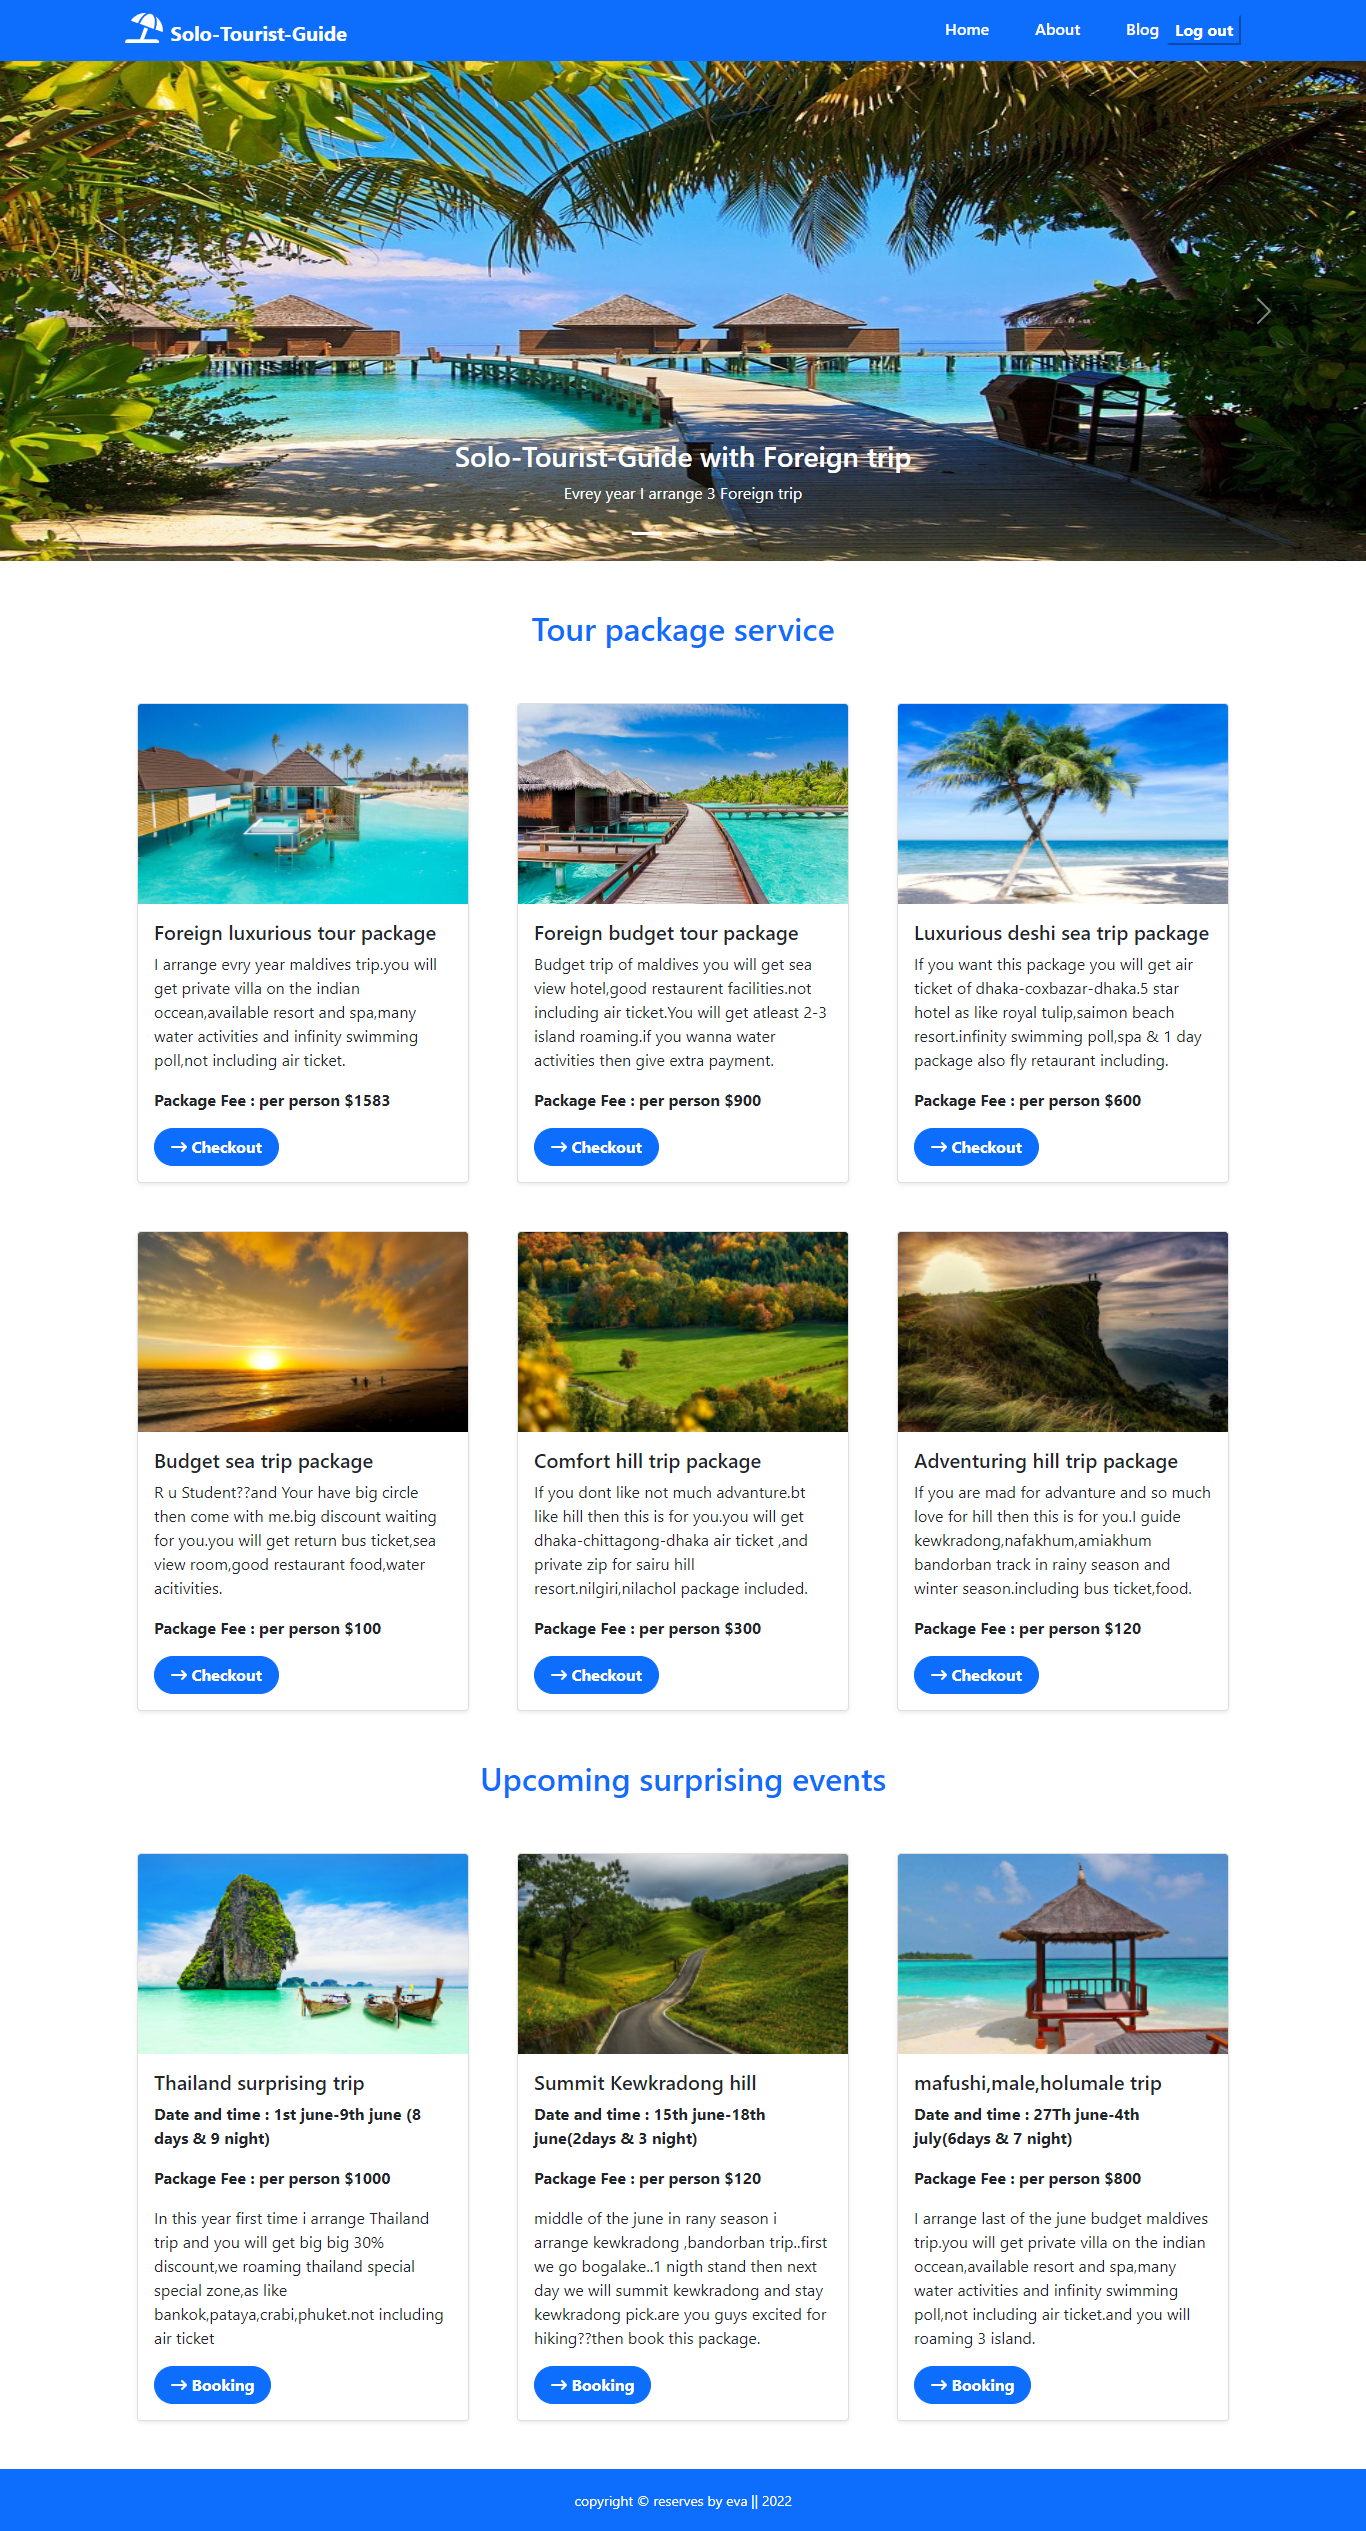 Solo-Tourist-Guide
Home About Blog Log out
Solo-Tourist-Guide with Foreign trip
Evrey year I arrange 3 Foreign trip
Tour package service
Foreign luxurious tour package
I arrange evry year maldives trip.you will
get private villa on the indian
occean,available resort and spa,many
water activities and infinity swimming
poll,not including air ticket.
Package Fee : per person $1583
→ Checkout
Foreign budget tour package
Budget trip of maldives you will get sea
view hotel,good restaurent facilities.not
including air ticket.You will get atleast 2-3
island roaming.if you wanna water
activities then give extra payment.
Package Fee : per person $900
→ Checkout
Luxurious deshi sea trip package
If you want this package you will get air
ticket of dhaka-coxbazar-dhaka.5 star
hotel as like royal tulip,saimon beach
resort.infinity swimming poll,spa & 1 day
package also fly retaurant including.
Package Fee : per person $600
→ Checkout
Budget sea trip package
R u Student??and Your have big circle
then come with me.big discount waiting
for you.you will get return bus ticket,sea
view room,good restaurant food,water
acitivities.
Package Fee : per person $100
→ Checkout
Comfort hill trip package
If you dont like not much advanture.bt
like hill then this is for you.you will get
dhaka-chittagong-dhaka air ticket ,and
private zip for sairu hill
resort.nilgiri,nilachol package included.
Package Fee : per person $300
→ Checkout
Adventuring hill trip package
If you are mad for advanture and so much
love for hill then this is for you.I guide
kewkradong,nafakhum,amiakhum
bandorban track in rainy season and
winter season.including bus ticket,food.
Package Fee : per person $120
→ Checkout
Upcoming surprising events
Thailand surprising trip
Date and time : 1st june-9th june (8
days & 9 night)
Package Fee : per person $1000
In this year first time i arrange Thailand
trip and you will get big big 30%
discount,we roaming thailand special
special zone,as like
bankok,pataya,crabi,phuket.not including
air ticket
→ Booking
Summit Kewkradong hill
Date and time : 15th june-18th
june(2days & 3 night)
Package Fee : per person $120
middle of the june in rany season i
arrange kewkradong ,bandorban trip..first
we go bogalake..1 nigth stand then next
day we will summit kewkradong and stay
kewkradong pick.are you guys excited for
hiking??then book this package.
→ Booking
mafushi,male,holumale trip
Date and time : 27Th june-4th
july(6days & 7 night)
Package Fee : per person $800
I arrange last of the june budget maldives
trip.you will get private villa on the indian
occean,available resort and spa,many
water activities and infinity swimming
poll,not including air ticket.and you will
roaming 3 island.
→ Booking
copyright © reserves by eva || 2022